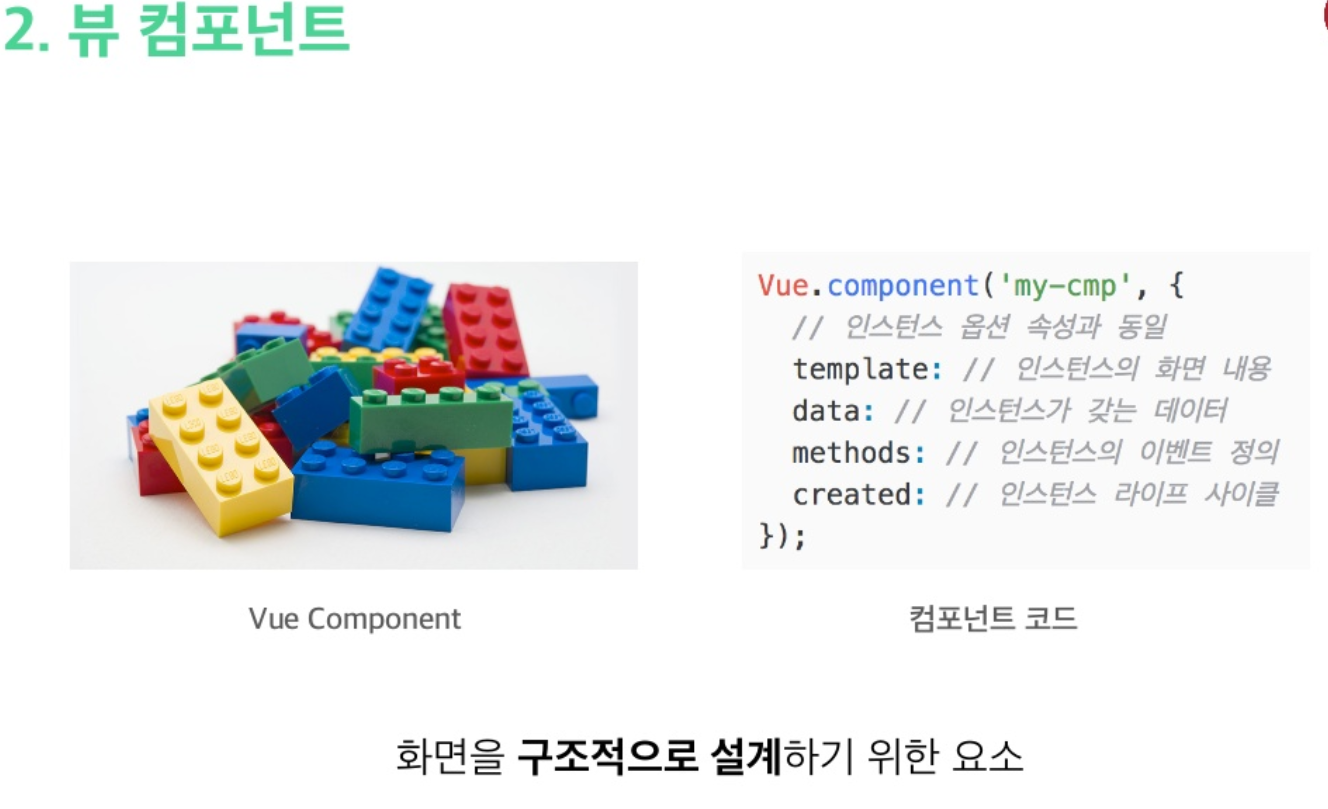 2. 뷰 컴포넌트
Vue.component('my-cmp', {
// 인스턴스 옵션 속성과 동일
template: // 인스턴스의 화면 내용
data: // 인스턴스가 갖는 데이터
methods: // 인스턴스의 이벤트 정의
created: // 인스턴스 라이프 사이클
});
Vue Component
컴포넌트 코드
화면을 구조적으로 설계하기 위한 요소